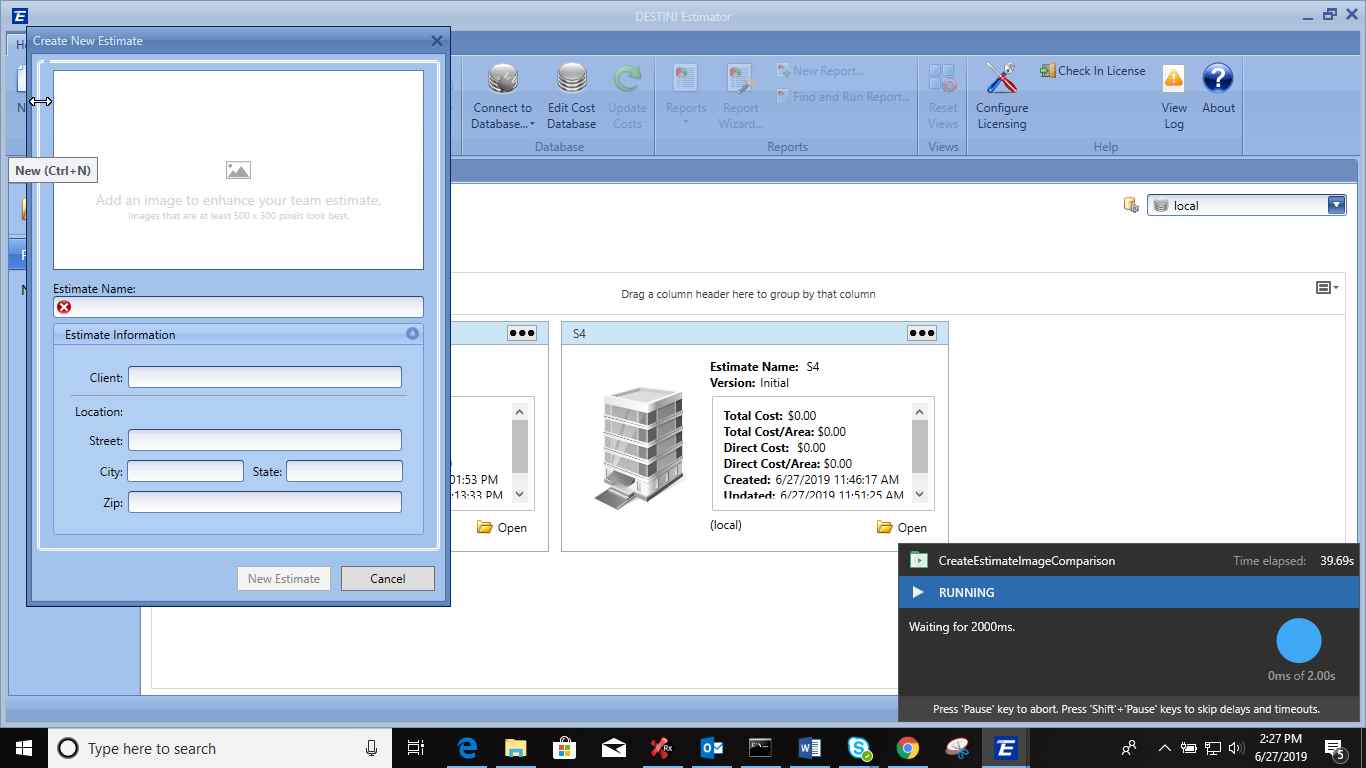 DESTINI Estimator
Create New Estimate
New (Ctrl+N)
Add an image to enhance your team estimate.
Images that are at least 500 x 300 pixels look best.
Estimate Name:
Estimate Information
Client:
Location:
Street:
City:
State:
Zip:
New Estimate
Cancel
Connect to Database...
Edit Cost Database
Update Costs
Database
Reports
Report Wizard...
New Report...
Find and Run Report...
Reports
Reset Views
Views
Configure Licensing
Check In License
View Log
About
Help
local
Drag a column header here to group by that column
01:53 PM
:13:33 PM
Open
S4
Estimate Name: S4
Version: Initial
Total Cost: $0.00
Total Cost/Area: $0.00
Direct Cost: $0.00
Direct Cost/Area: $0.00
Created: 6/27/2019 11:46:17 AM
Updated: 6/27/2019 11:51:25 AM
(local)
Open
CreateEstimateImageComparison
Time elapsed: 39.69s
RUNNING
Waiting for 2000ms.
0ms of 2.00s
Press 'Pause' key to abort. Press 'Shift'+'Pause' keys to skip delays and timeouts.
Type here to search
2:27 PM
6/27/2019
5